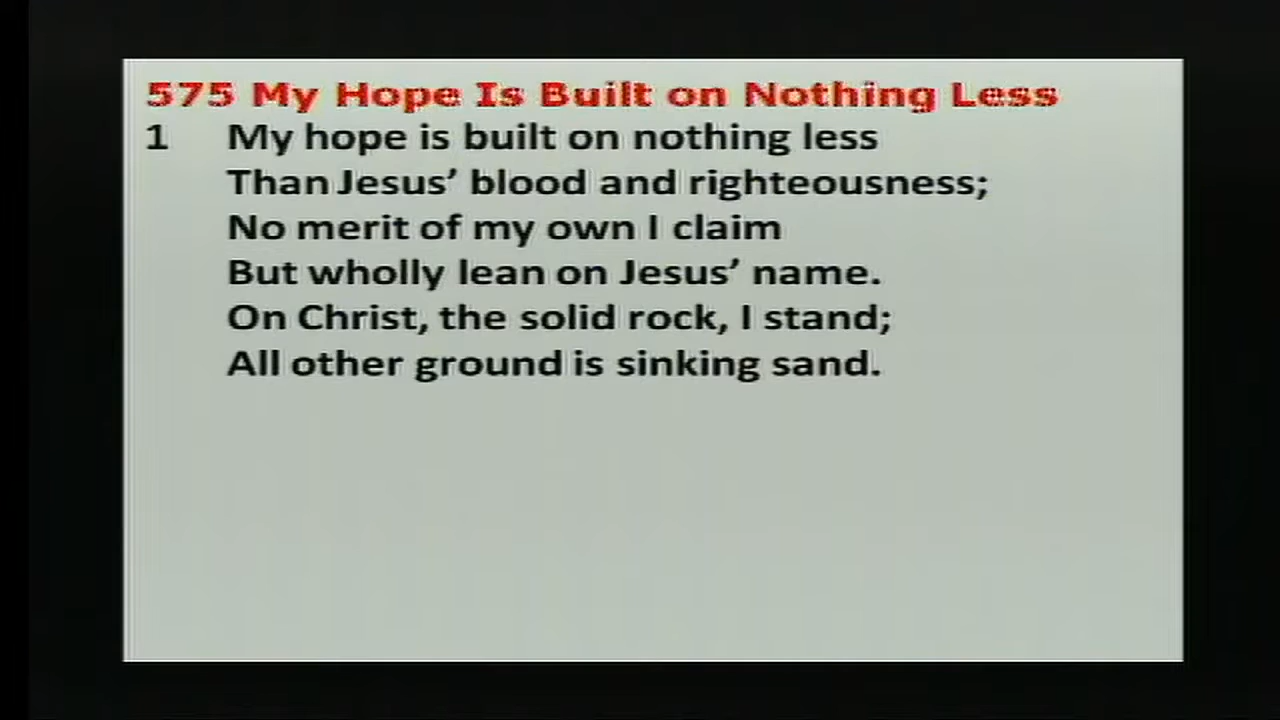 575 My Hope Is Built on Nothing Less
1 My hope is built on nothing less
Than Jesus’ blood and righteousness;
No merit of my own I claim
But wholly lean on Jesus’ name.
On Christ, the solid rock, I stand;
All other ground is sinking sand.